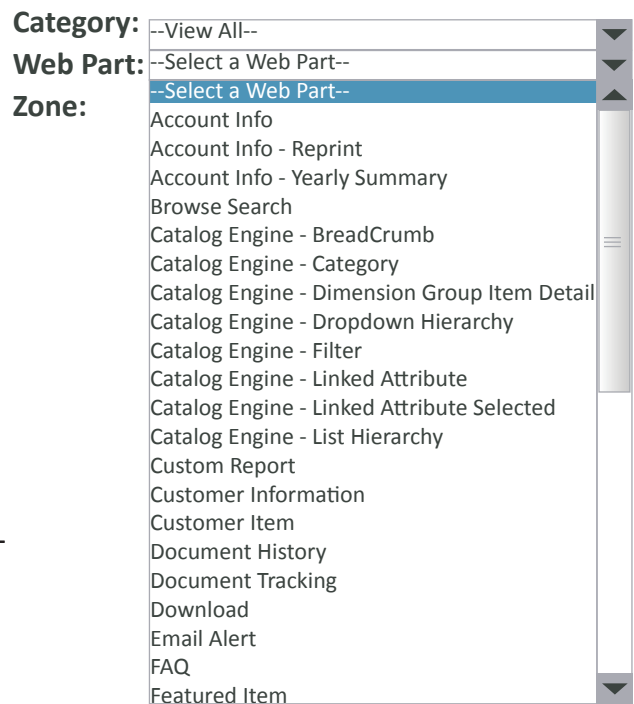 Category: --View All--
Web Part: --Select a Web Part--
--Select a Web Part--
Zone:
Account Info
Account Info - Reprint
Account Info - Yearly Summary
Browse Search
Catalog Engine - BreadCrumb
Catalog Engine - Category
Catalog Engine - Dimension Group Item Detail
Catalog Engine - Dropdown Hierarchy
Catalog Engine - Filter
Catalog Engine - Linked Attribute
Catalog Engine - Linked Attribute Selected
Catalog Engine - List Hierarchy
Custom Report
Customer Information
Customer Item
Document History
Document Tracking
Download
Email Alert
FAQ
Featured Item